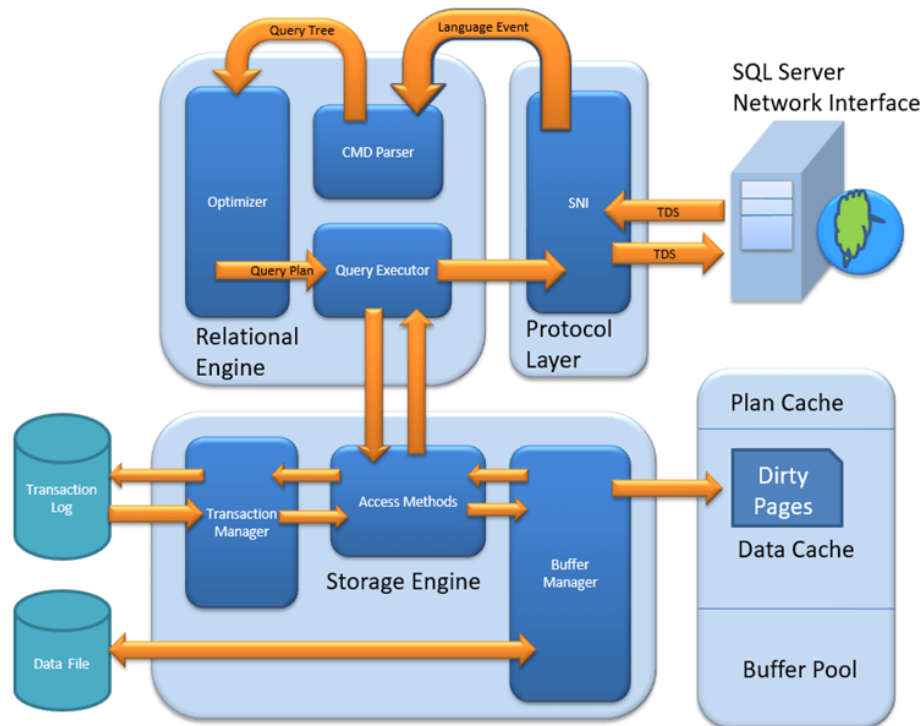 Query Tree
Language Event
SQL Server
Network Interface
CMD Parser
Optimizer
SNI
TDS
TDS
Query Plan
Query Executor
Relational
Engine
Protocol
Layer
Plan Cache
Dirty
Pages
Data Cache
Buffer Pool
Transaction
Log
Transaction
Manager
Access Methods
Storage Engine
Buffer
Manager
Data File